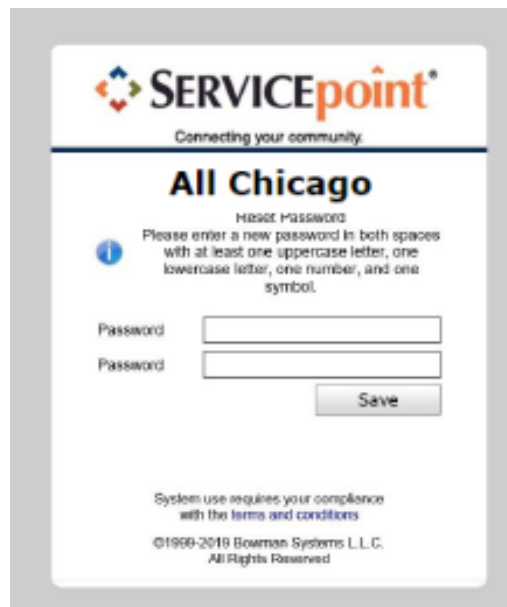 SERVICEpoint®
Connecting your community.
All Chicago
Reset Password
Please enter a new password in both spaces
with at least one uppercase letter, one
lowercase letter, one number, and one
symbol.
Password
Password
Save
System use requires your compliance
with the terms and conditions
©1999-2019 Bowman Systems L.L.C.
All Rights Reserved